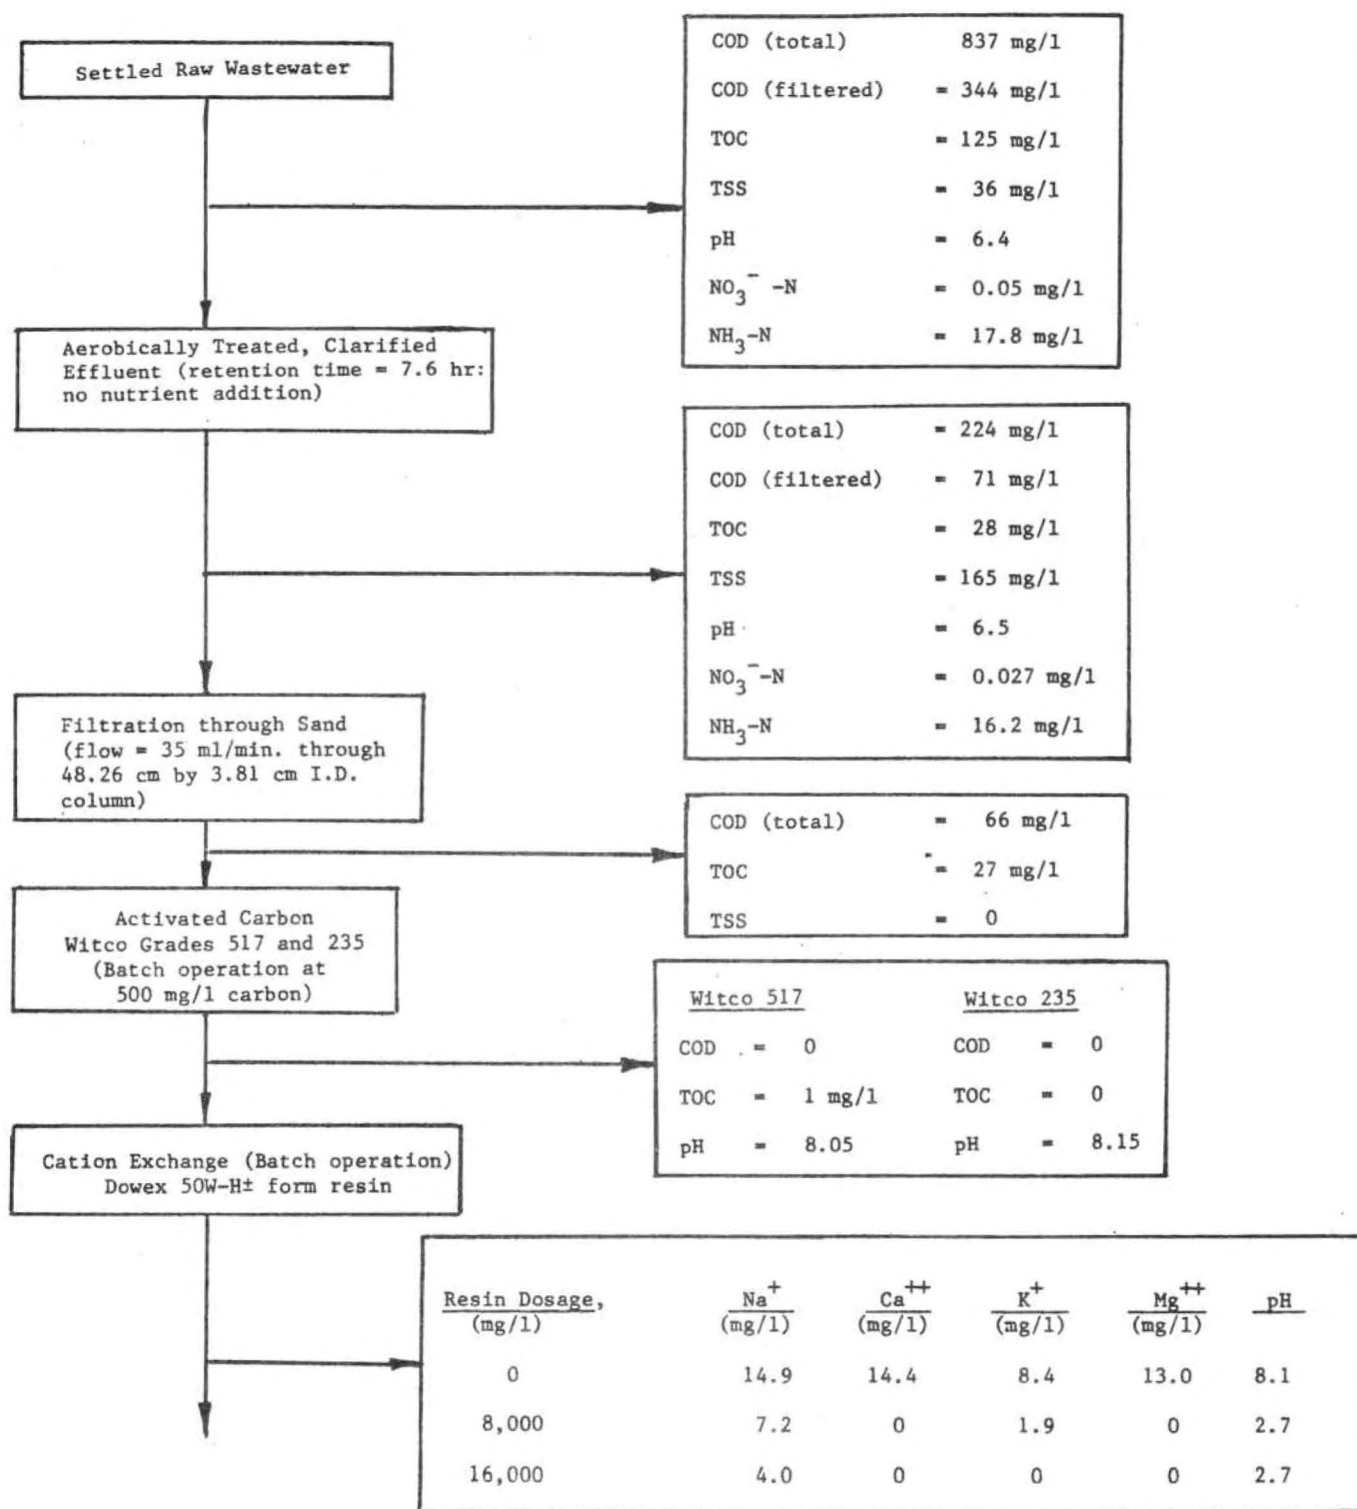 Settled Raw Wastewater
COD (total) 837 mg/l
COD (filtered) = 344 mg/l
TOC = 125 mg/l
TSS = 36 mg/l
pH = 6.4
NO3⁻ -N = 0.05 mg/l
NH3-N = 17.8 mg/l
Aerobically Treated, Clarified
Effluent (retention time = 7.6 hr:
no nutrient addition)
COD (total) = 224 mg/l
COD (filtered) = 71 mg/l
TOC = 28 mg/l
TSS = 165 mg/l
pH = 6.5
NO3⁻-N = 0.027 mg/l
NH3-N = 16.2 mg/l
Filtration through Sand
(flow = 35 ml/min. through
48.26 cm by 3.81 cm I.D.
column)
COD (total) = 66 mg/l
TOC = 27 mg/l
TSS = 0
Activated Carbon
Witco Grades 517 and 235
(Batch operation at
500 mg/l carbon)
Witco 517 Witco 235
COD = 0 COD = 0
TOC = 1 mg/l TOC = 0
pH = 8.05 pH = 8.15
Cation Exchange (Batch operation)
Dowex 50W-H± form resin
Resin Dosage, Na⁺ Ca⁺⁺ K⁺ Mg⁺⁺ pH
(mg/l) (mg/l) (mg/l) (mg/l) (mg/l)
0 14.9 14.4 8.4 13.0 8.1
8,000 7.2 0 1.9 0 2.7
16,000 4.0 0 0 0 2.7